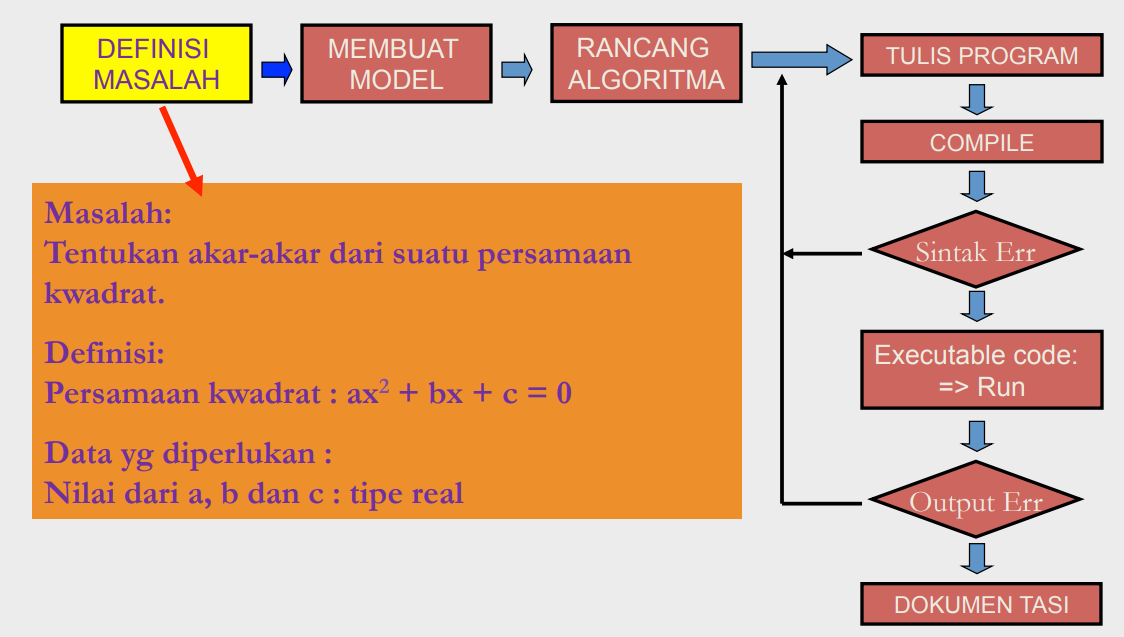 DEFINISI
MASALAH
MEMBUAT
MODEL
RANCANG
ALGORITMA
TULIS PROGRAM
COMPILE
Sintak Err
Executable code:
=> Run
Output Err
DOKUMEN TASI
Masalah:
Tentukan akar-akar dari suatu persamaan
kwadrat.
Definisi:
Persamaan kwadrat : ax² + bx + c = 0
Data yg diperlukan :
Nilai dari a, b dan c : tipe real